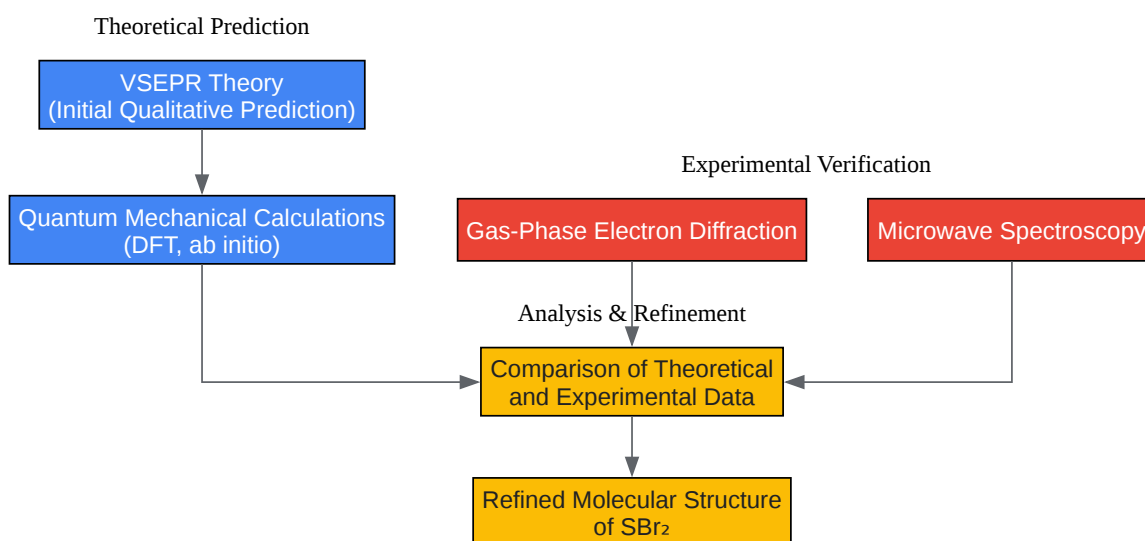 Theoretical Prediction
VSEPR Theory
(Initial Qualitative Prediction)
Experimental Verification
Quantum Mechanical Calculations
(DFT, ab initio)
Gas-Phase Electron Diffraction
Microwave Spectroscopy
Analysis & Refinement
Comparison of Theoretical
and Experimental Data
Refined Molecular Structure
of SBr₂